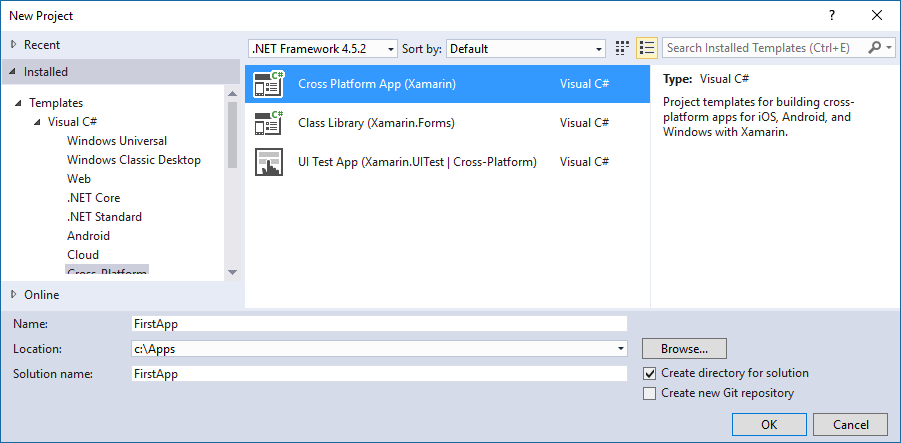 New Project
?
Recent
.NET Framework 4.5.2 Sort by: Default
Search Installed Templates (Ctrl+E)
Installed
Templates
Visual C#
Windows Universal
Windows Classic Desktop
Web
.NET Core
.NET Standard
Android
Cloud
Cross-Platform
Online
C# Cross Platform App (Xamarin) Visual C#
C# Class Library (Xamarin.Forms) Visual C#
UI Test App (Xamarin.UITest | Cross-Platform) Visual C#
Type: Visual C#
Project templates for building cross-
platform apps for iOS, Android, and
Windows with Xamarin.
Name: FirstApp
Location: c:\Apps
Browse...
Solution name: FirstApp
Create directory for solution
Create new Git repository
OK Cancel